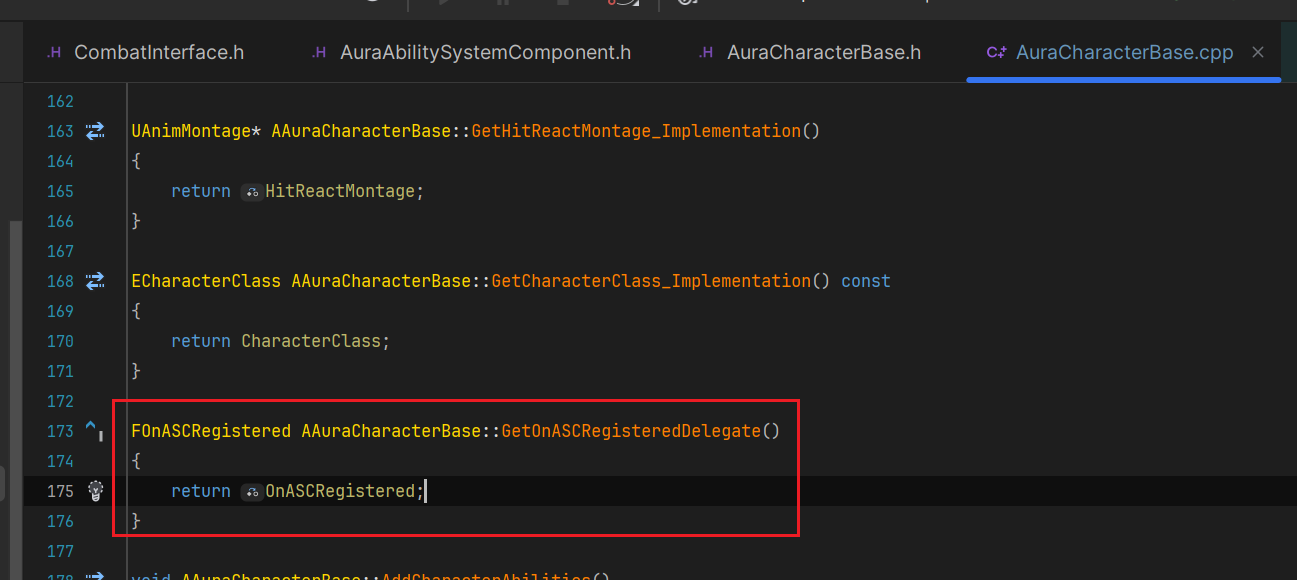 .H CombatInterface.h .H AuraAbilitySystemComponent.h .H AuraCharacterBase.h C++ AuraCharacterBase.cpp
162
163 UAnimMontage* AAuraCharacterBase::GetHitReactMontage_Implementation()
164 {
165 return HitReactMontage;
166 }
167
168 ECharacterClass AAuraCharacterBase::GetCharacterClass_Implementation() const
169 {
170 return CharacterClass;
171 }
172
173 FOnASCRegistered AAuraCharacterBase::GetOnASCRegisteredDelegate()
174 {
175 return OnASCRegistered;
176 }
177
178 void AAuraCharacterBase::AddCharacterAbilities()